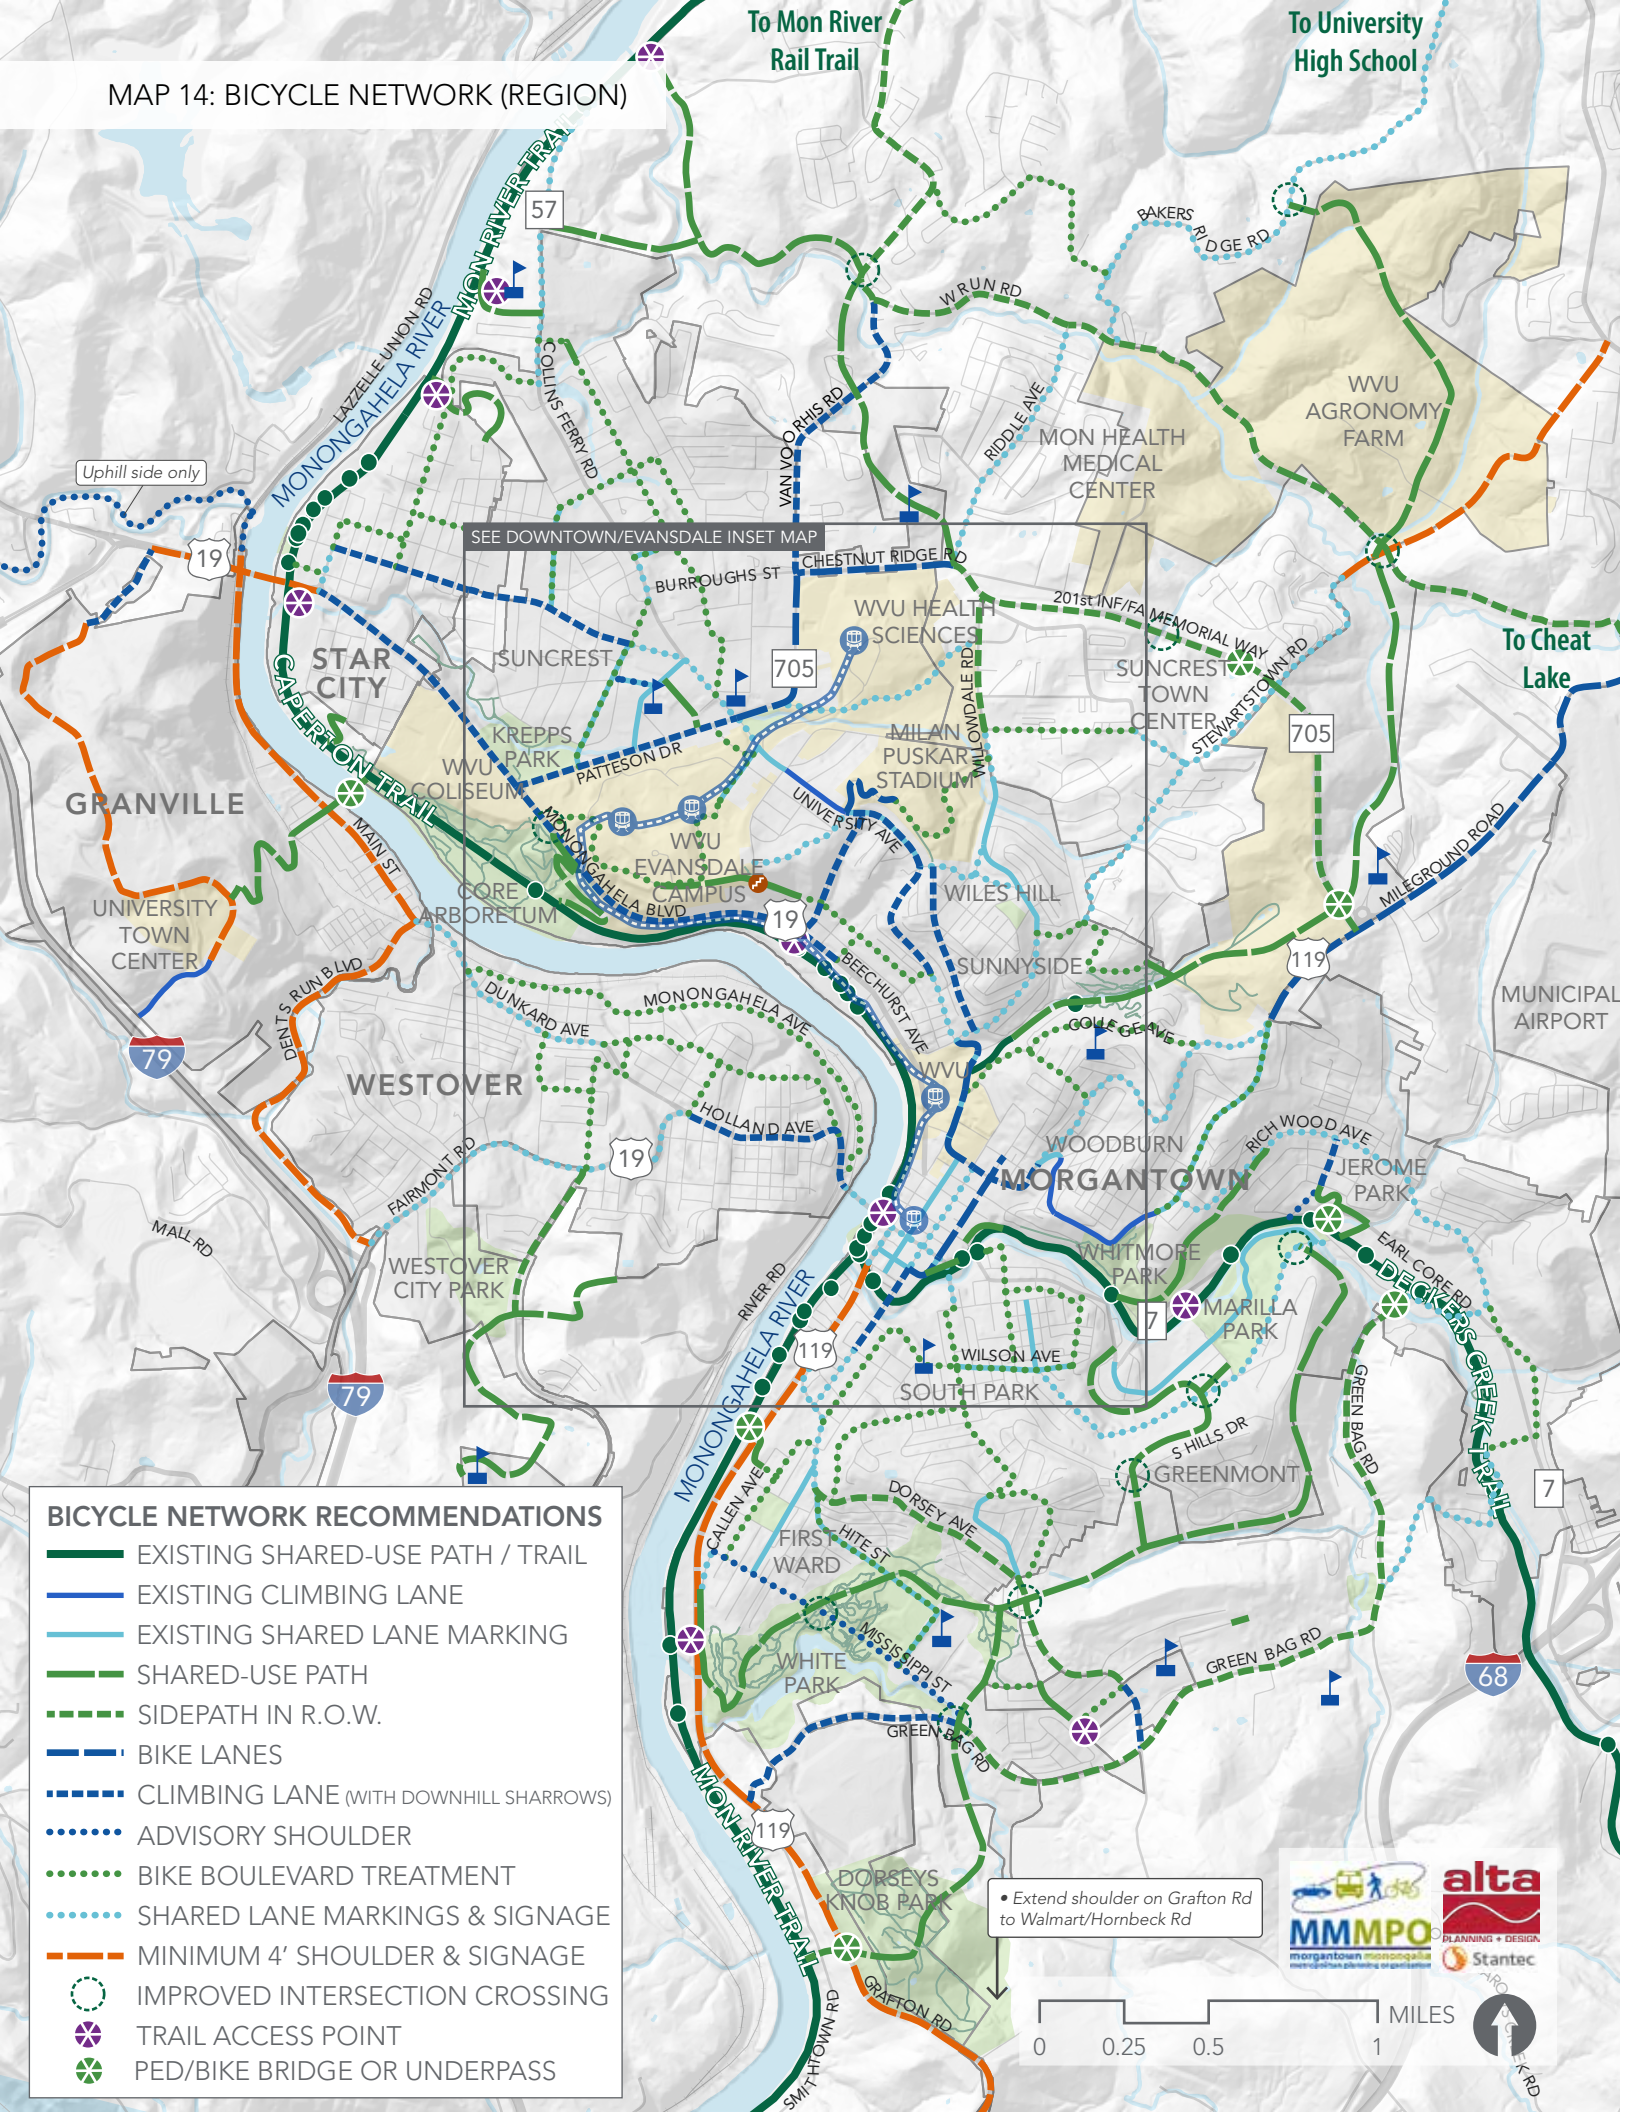 To Mon River
Rail Trail
To University
High School
MAP 14: BICYCLE NETWORK (REGION)
MON RIVER TRAIL
57
BAKERS
RIDGE RD
LAZZELLE UNION RD
MONONGAHELA RIVER
W RUN RD
COLLINS FERRY RD
VAN VOORHIS RD
RIDDLE AVE
WVU
AGRONOMY
FARM
MON HEALTH
MEDICAL
CENTER
Uphill side only
19
SEE DOWNTOWN/EVANSDALE INSET MAP
BURROUGHS ST
CHESTNUT RIDGE RD
WVU HEALTH
SCIENCES
201st INF/FA MEMORIAL WAY
To Cheat
Lake
STAR
CITY
SUNCREST
705
WILLOWDALE RD
SUNCREST
TOWN
CENTER
STEWARTSTOWN RD
705
CAPERTON TRAIL
KREPPS
PARK
PATTESON DR
MILAN
PUSKAR
STADIUM
WVU
COLISEUM
GRANVILLE
MAIN ST
MONONGAHELA BLVD
UNIVERSITY AVE
WVU
EVANSDALE
CAMPUS
MILEGROUND ROAD
CORE
ARBORETUM
WILES HILL
UNIVERSITY
TOWN
CENTER
19
119
DENTS RUN BLVD
DUNKARD AVE
MONONGAHELA AVE
BEECHURST AVE
SUNNYSIDE
MUNICIPAL
AIRPORT
COLLEGE AVE
79
WESTOVER
WVU
HOLLAND AVE
RICHWOOD AVE
WOODBURN
JEROME
PARK
19
FAIRMONT RD
MORGANTOWN
MALL RD
WESTOVER
CITY PARK
WHITMORE
PARK
EARL CORE RD
DECKERS CREEK TRAIL
RIVER RD
MONONGAHELA RIVER
7
MARILLA
PARK
119
WILSON AVE
SOUTH PARK
79
GREEN BAG RD
S HILLS DR
GREENMONT
7
CALLEN AVE
DORSEY AVE
FIRST
WARD
HITE ST
MISSISSIPPI ST
WHITE
PARK
GREEN BAG RD
68
GREEN BAG RD
MON RIVER TRAIL
119
DORSEYS
KNOB PARK
• Extend shoulder on Grafton Rd
to Walmart/Hornbeck Rd
GRAFTON RD
SMITHTOWN RD
BICYCLE NETWORK RECOMMENDATIONS
EXISTING SHARED-USE PATH / TRAIL
EXISTING CLIMBING LANE
EXISTING SHARED LANE MARKING
SHARED-USE PATH
SIDEPATH IN R.O.W.
BIKE LANES
CLIMBING LANE (WITH DOWNHILL SHARROWS)
ADVISORY SHOULDER
BIKE BOULEVARD TREATMENT
SHARED LANE MARKINGS & SIGNAGE
MINIMUM 4' SHOULDER & SIGNAGE
IMPROVED INTERSECTION CROSSING
TRAIL ACCESS POINT
PED/BIKE BRIDGE OR UNDERPASS
MMMPO
morgantown monongalia
metropolitan planning organization
alta
PLANNING + DESIGN
Stantec
MILES
0
0.25
0.5
1